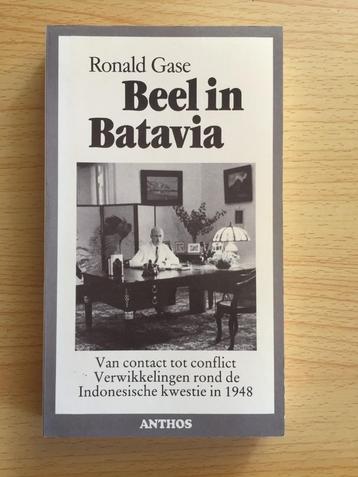 Ronald Gase
Beel in
Batavia
Van contact tot conflict
Verwikkelingen rond de
Indonesische kwestie in 1948
ANTHOS